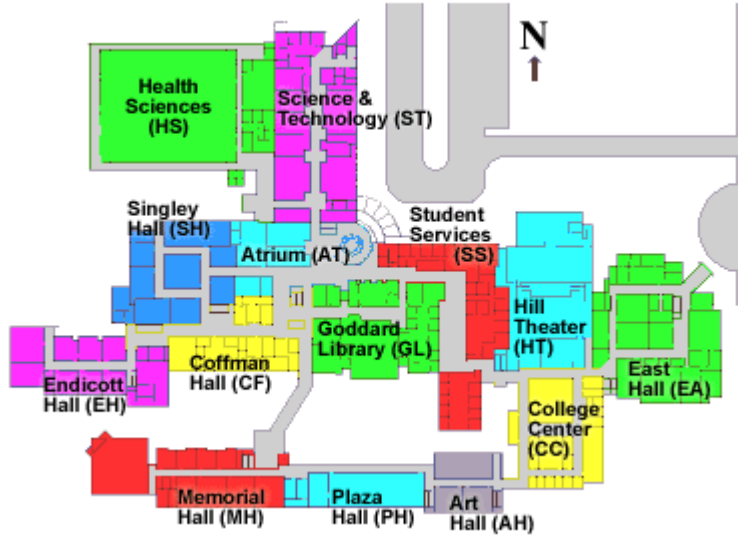 N
Health
Sciences
(HS)
Science &
Technology (ST)
Singley
Hall (SH)
Student
Services
(SS)
Atrium (AT)
Hill
Theater
(HT)
Goddard
Library (GL)
Coffman
Hall (CF)
East
Hall (EA)
Endicott
Hall (EH)
College
Center
(CC)
Memorial
Hall (MH)
Plaza
Hall (PH)
Art
Hall (AH)